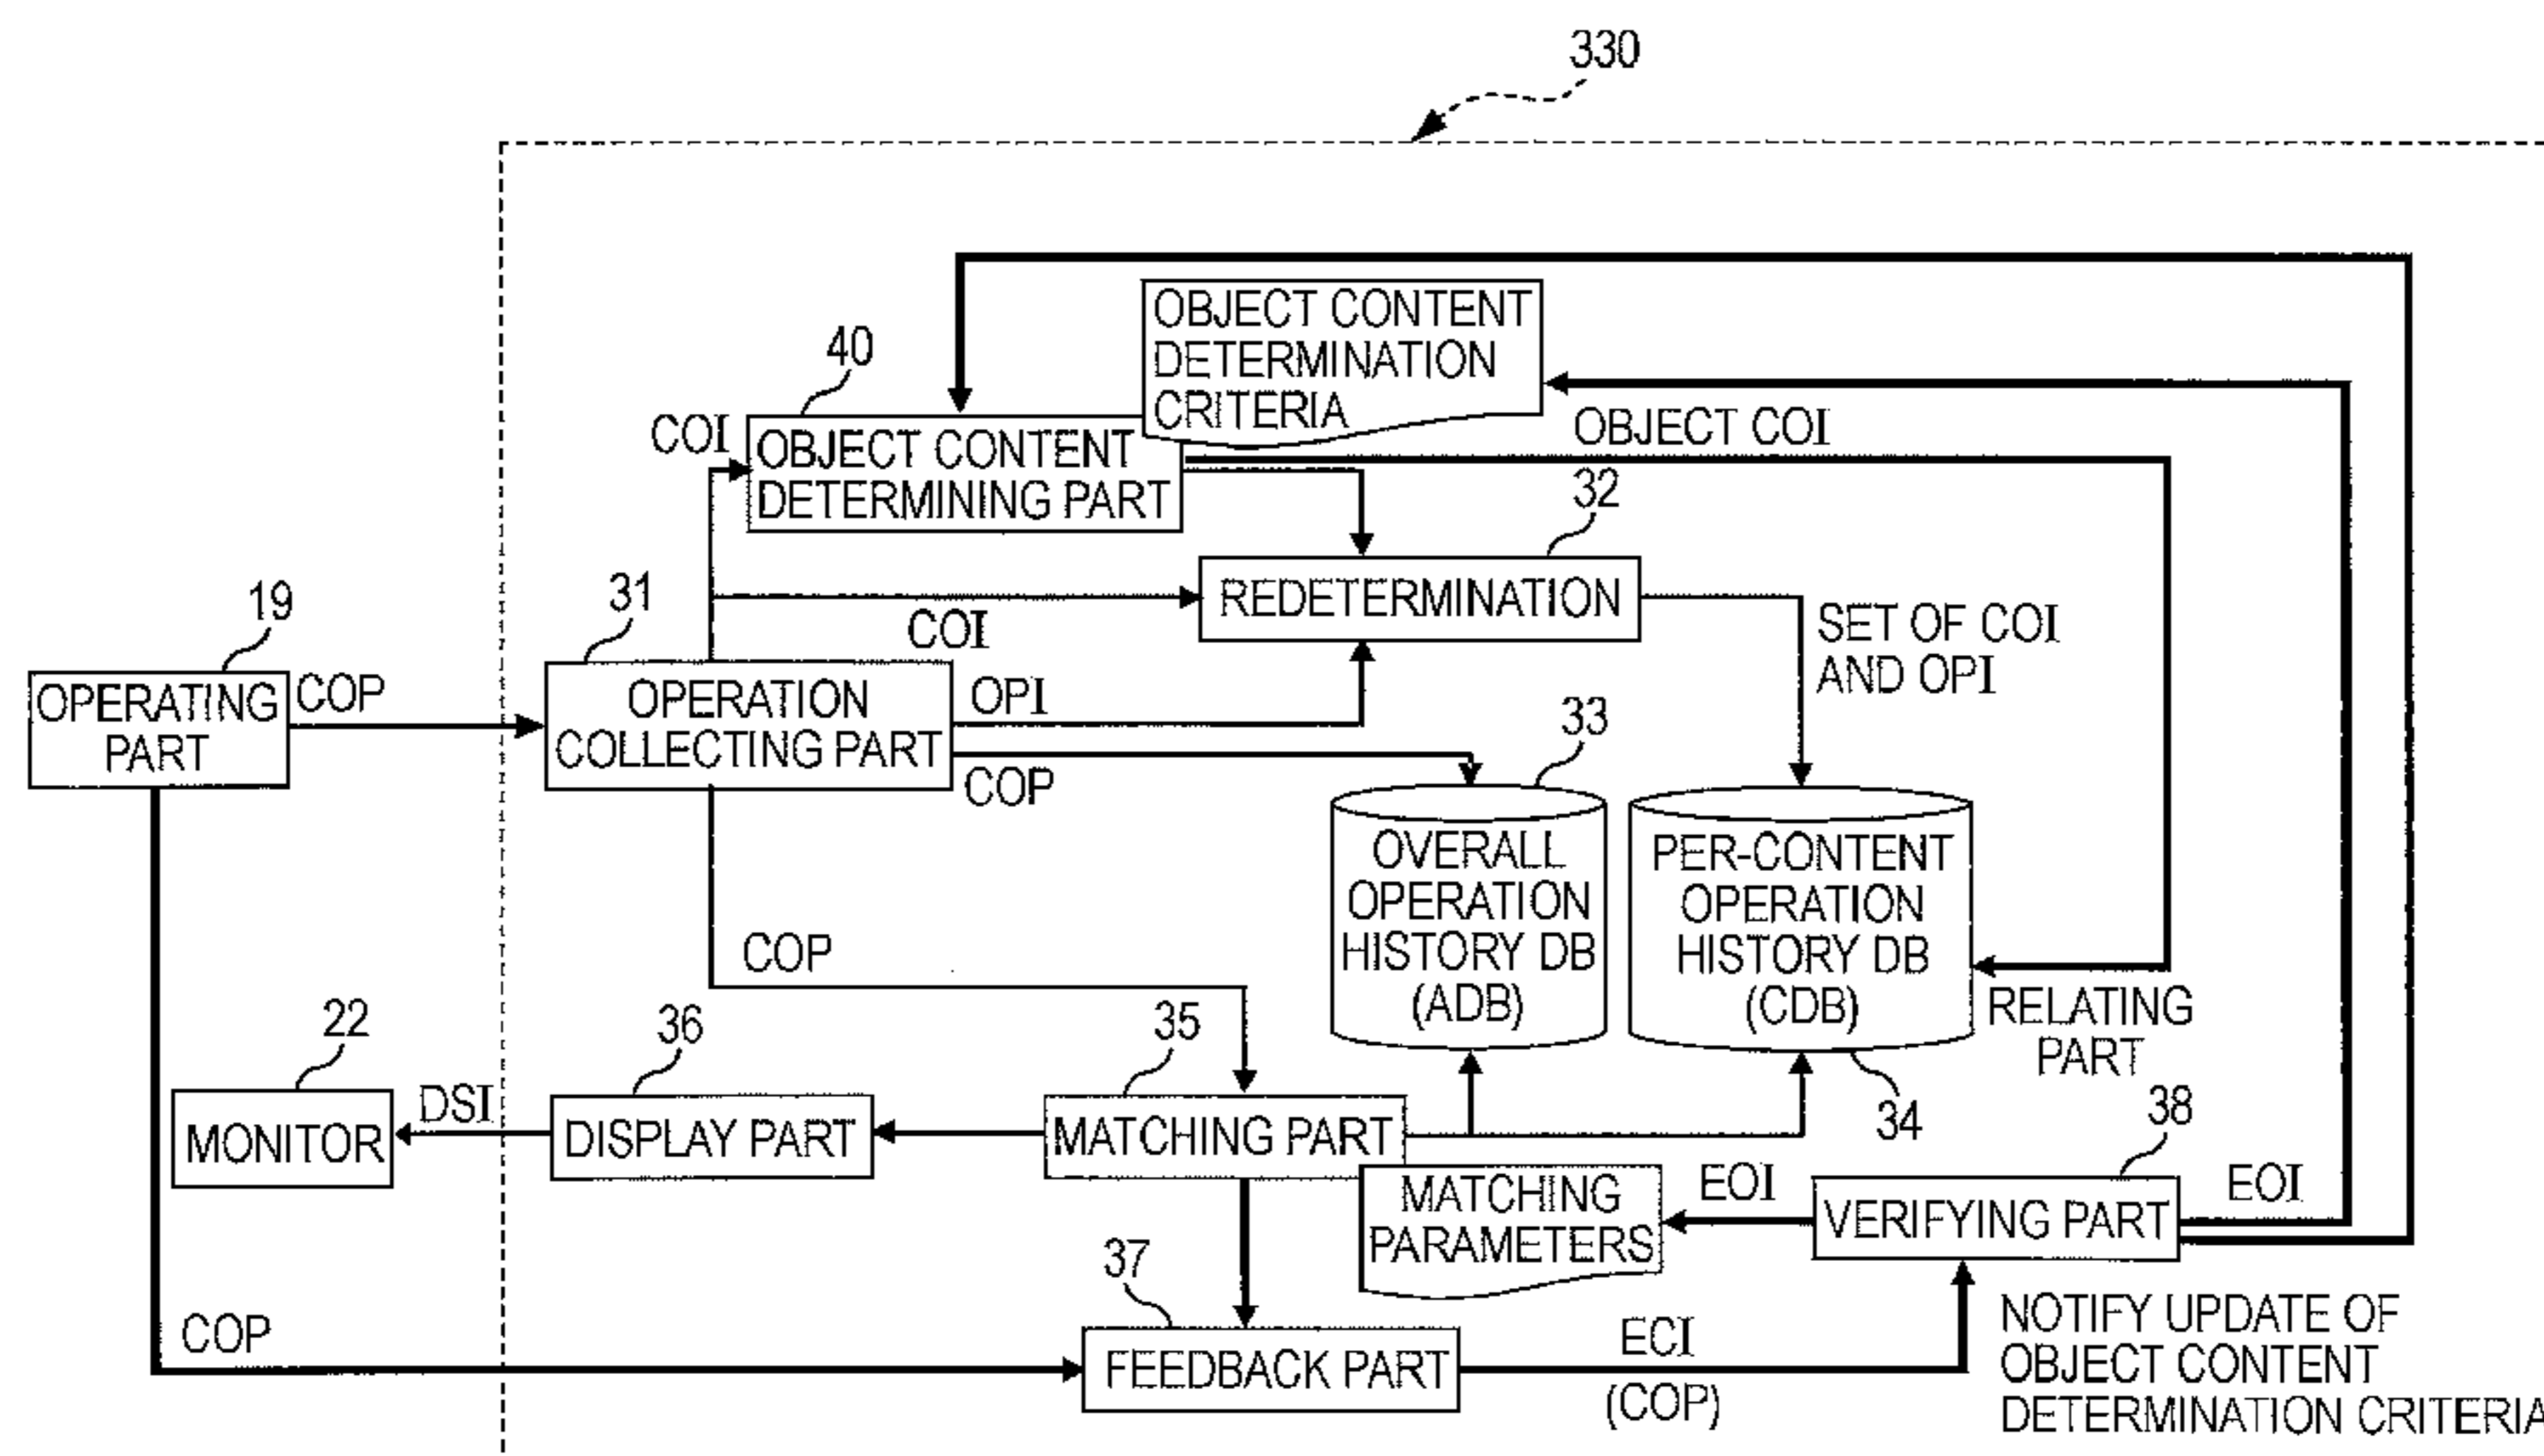 330
OBJECT CONTENT
DETERMINATION
CRITERIA
40
COI
OBJECT CONTENT
DETERMINING PART
OBJECT COI
32
REDETERMINATION
31
COI
19
OPERATING
PART
COP
OPERATION
COLLECTING PART
OPI
COP
SET OF COI
AND OPI
33
OVERALL
OPERATION
HISTORY DB
(ADB)
PER-CONTENT
OPERATION
HISTORY DB
(CDB)
34
RELATING
PART
COP
22
MONITOR
DSI
36
DISPLAY PART
35
MATCHING PART
MATCHING
PARAMETERS
EOI
38
VERIFYING PART
EOI
37
COP
FEEDBACK PART
ECI
(COP)
NOTIFY UPDATE OF
OBJECT CONTENT
DETERMINATION CRITERIA